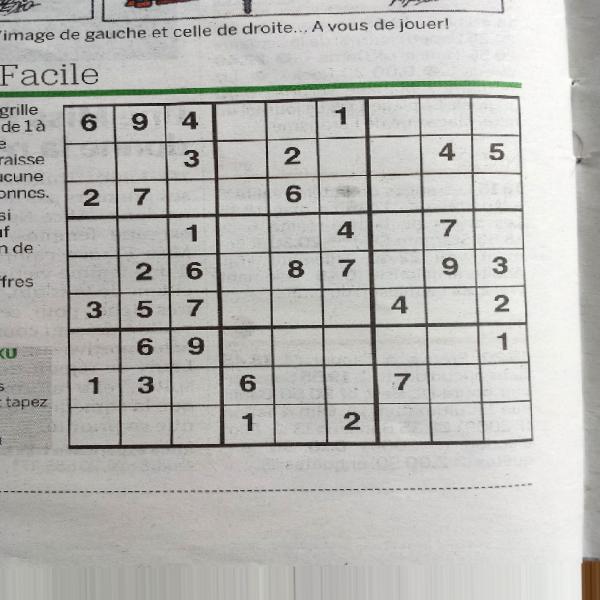 'image de gauche et celle de droite... A vous de jouer!
Facile
grille
de 1 à
raisse
ucune
onncs.
si
uf
n de
ffres
KU
s
t tapez
6 9 4 1
3 2 4 5
2 7 6
1 4 7
2 6 8 7 9 3
3 5 7 4 2
6 9 1
1 3 6 7
1 2